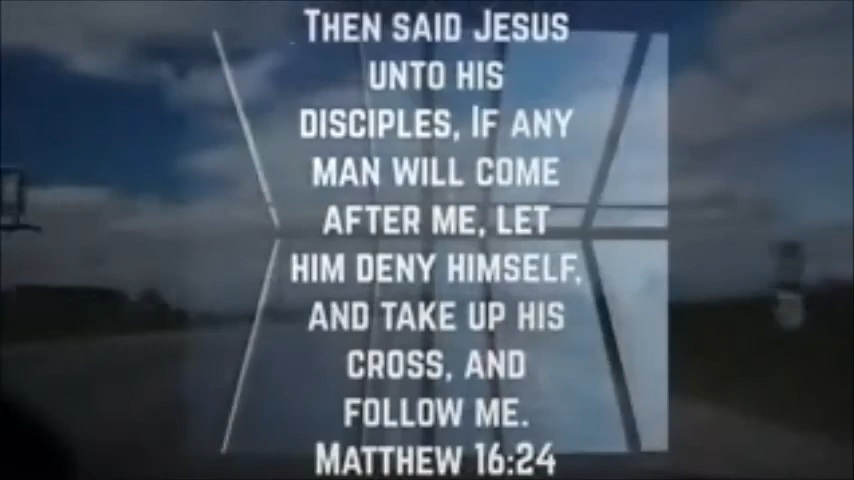 Then said Jesus
unto his
disciples, If any
man will come
after me, let
him deny himself,
and take up his
cross, and
follow me.
Matthew 16:24